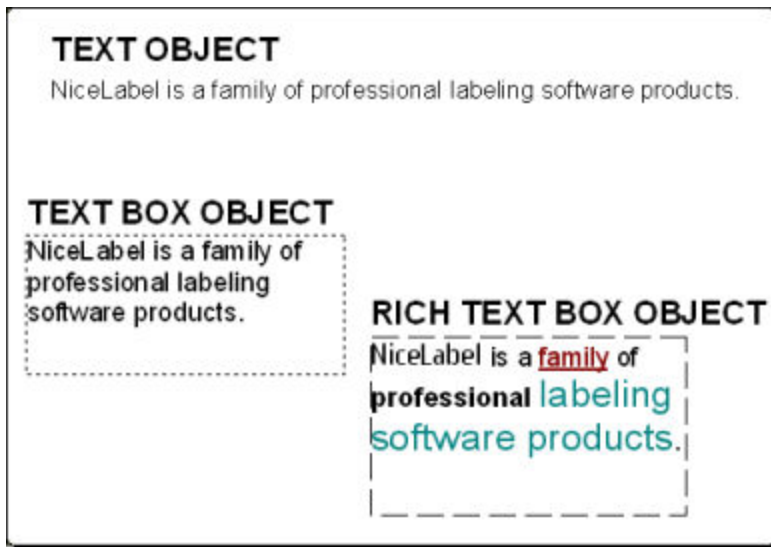 TEXT OBJECT
NiceLabel is a family of professional labeling software products.
TEXT BOX OBJECT
NiceLabel is a family of
professional labeling
software products.
RICH TEXT BOX OBJECT
NiceLabel is a family of
professional labeling
software products.